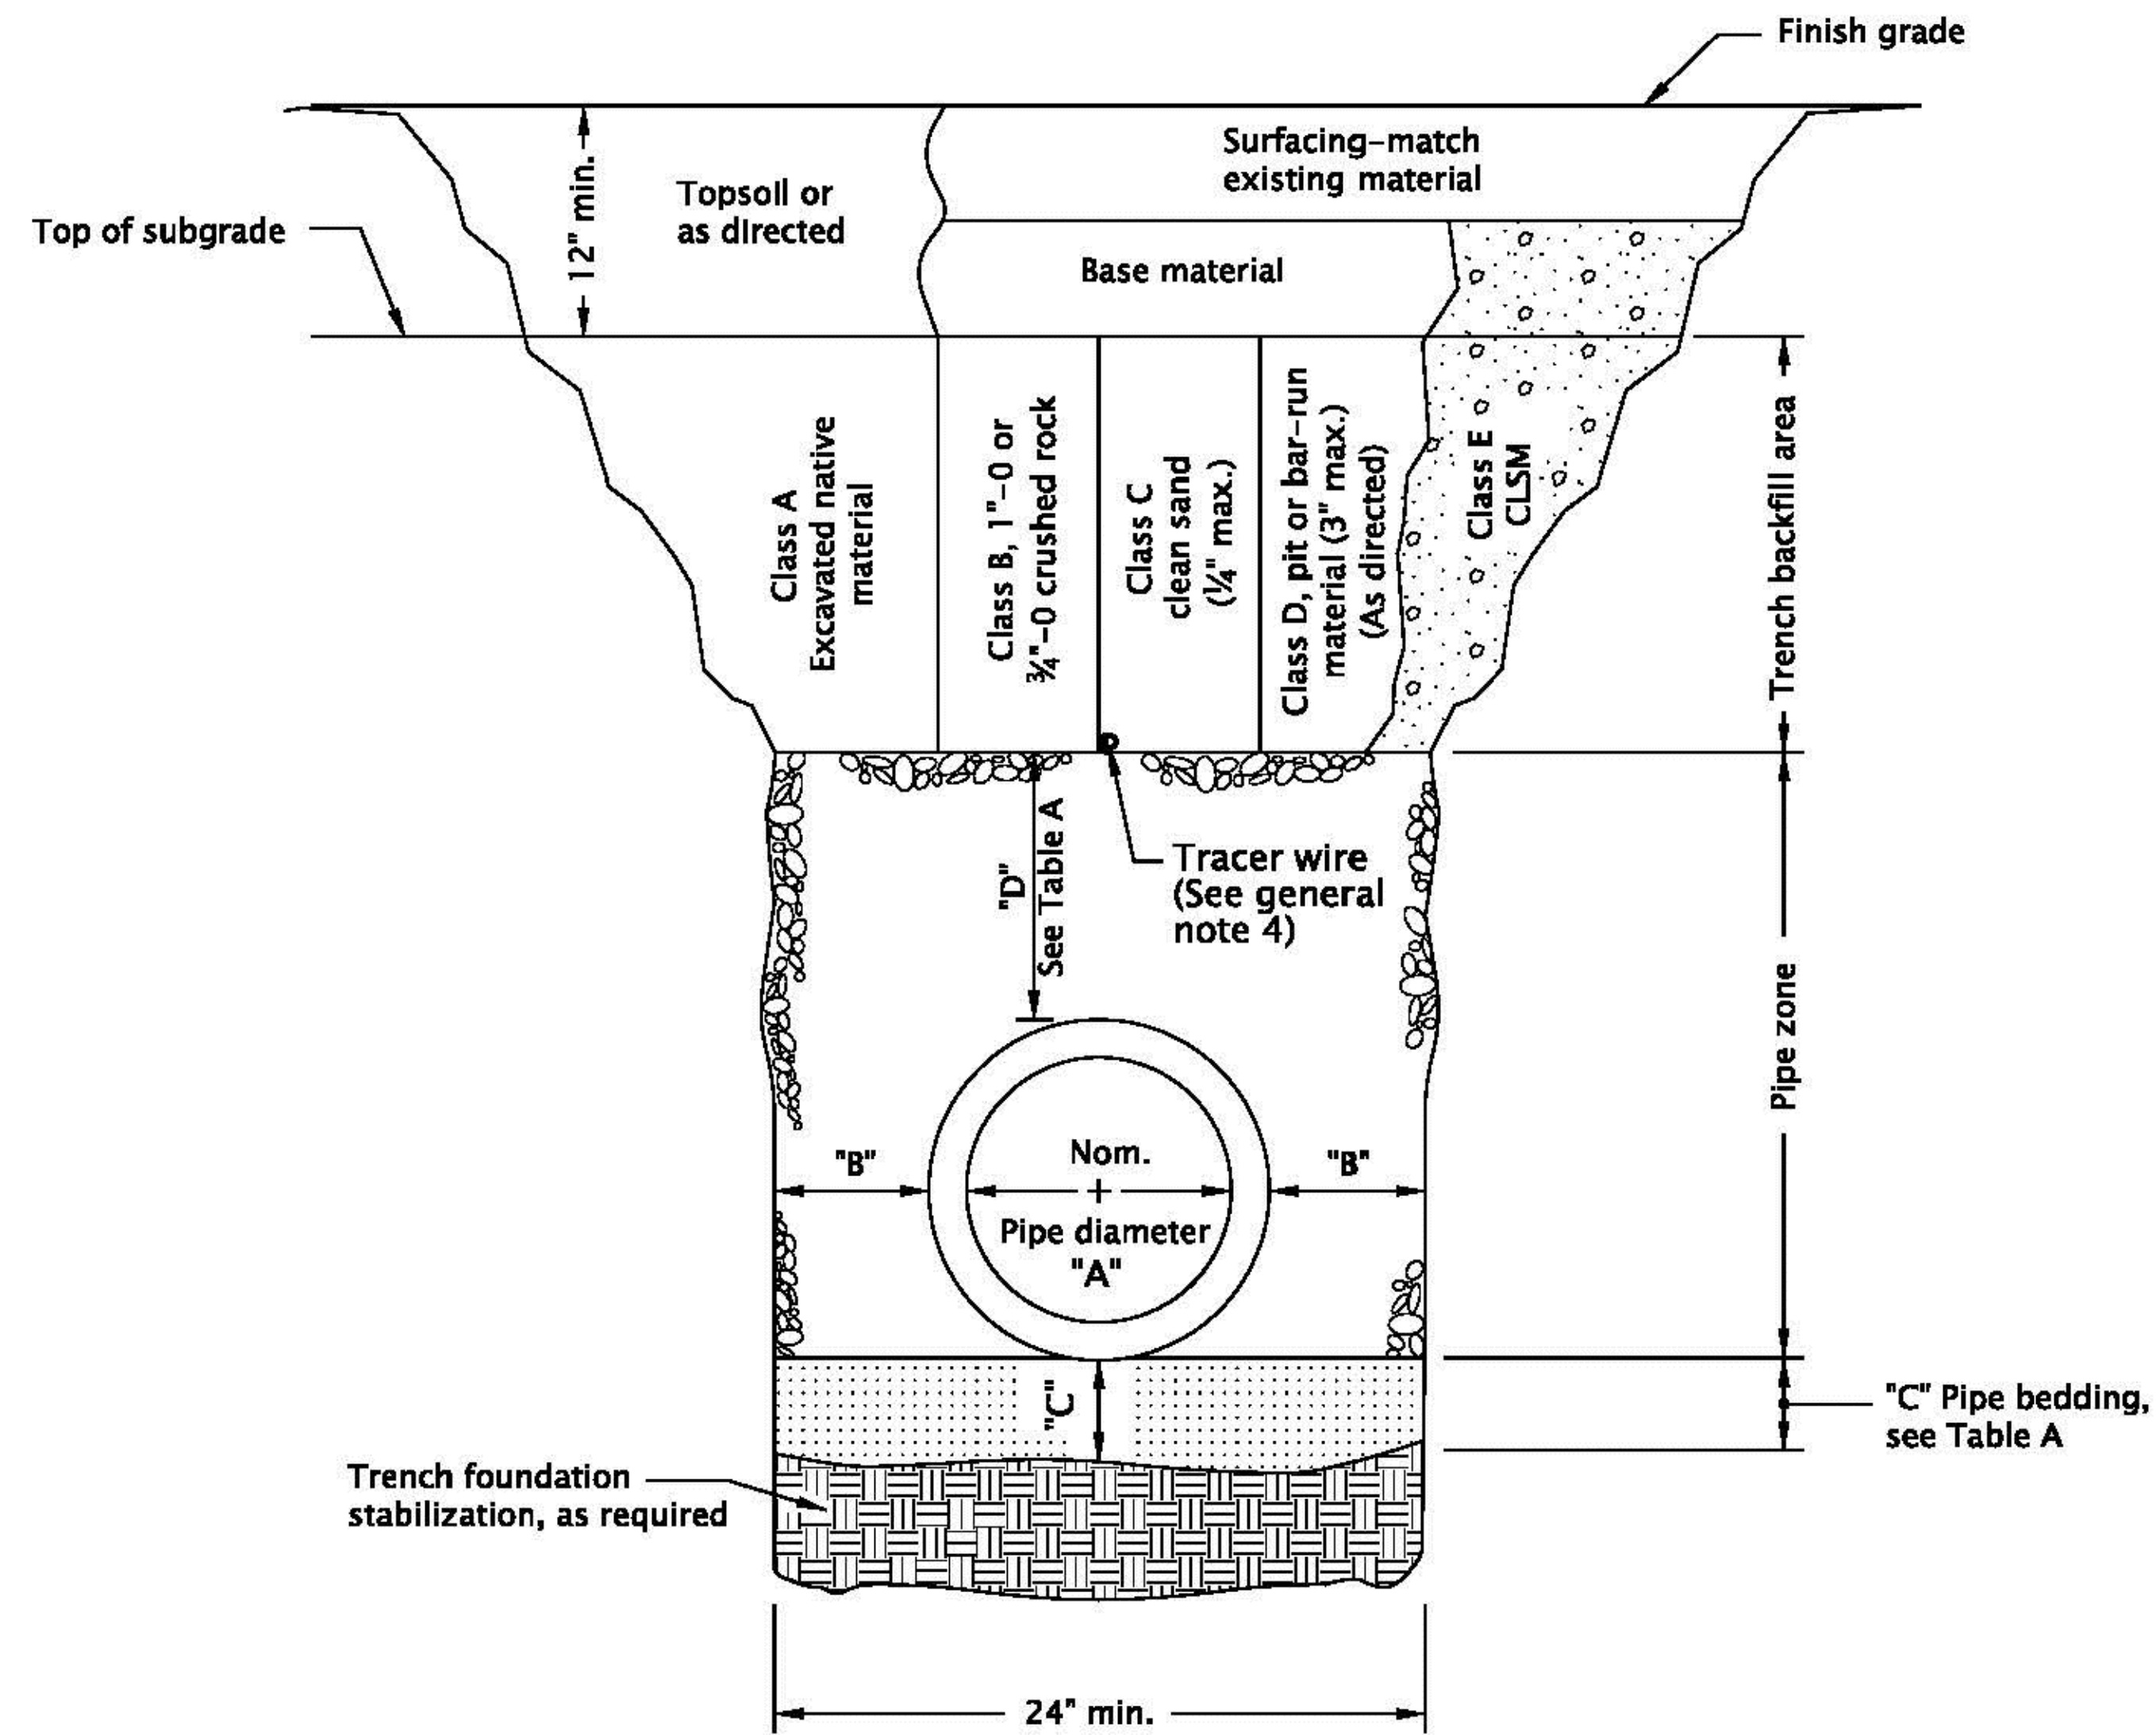 Finish grade
Surfacing-match
existing material
12" min.
Topsoil or
as directed
Top of subgrade
Base material
Class A
Excavated native
material
Class B, 1"-0 or
¾"-0 crushed rock
Class C
clean sand
(¼" max.)
Class D, pit or bar-run
material (3" max.)
(As directed)
Class E
CLSM
Trench backfill area
"D"
See Table A
Tracer wire
(See general
note 4)
Pipe zone
"B"
Nom.
"B"
Pipe diameter
"A"
"C"
"C" Pipe bedding,
see Table A
Trench foundation
stabilization, as required
24" min.